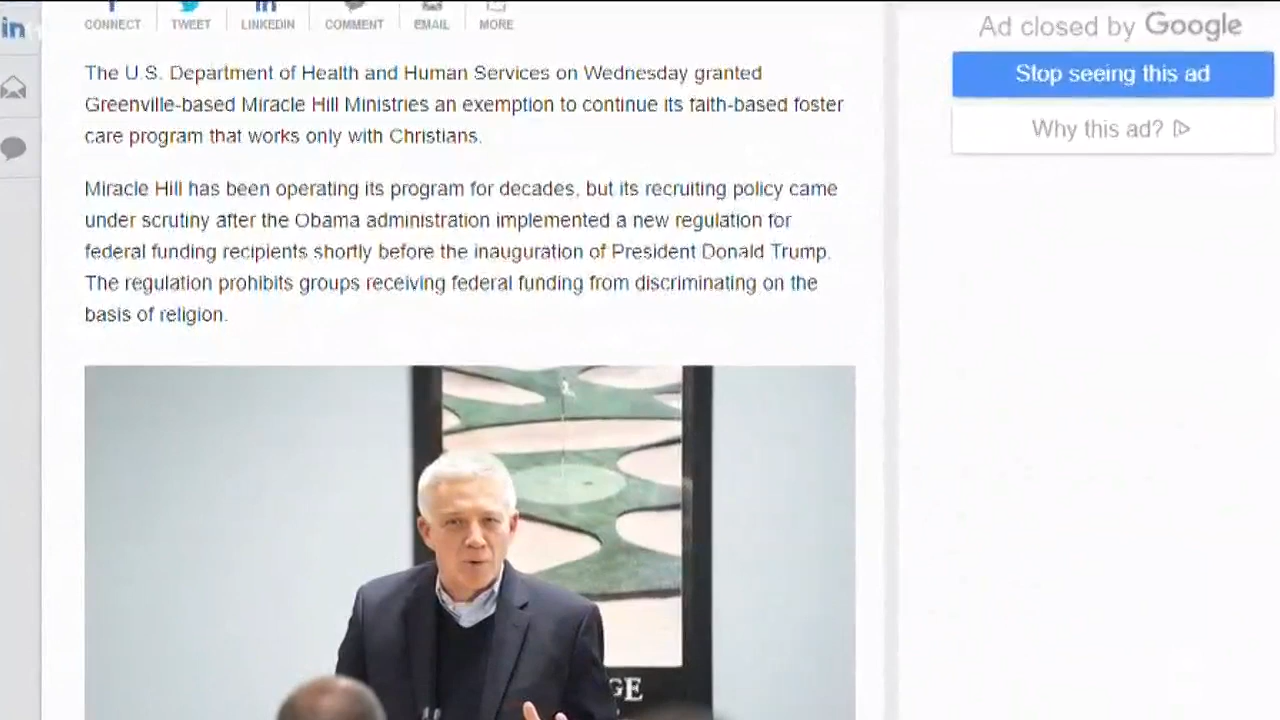 CONNECT TWEET LINKEDIN COMMENT EMAIL MORE
in
Ad closed by Google
Stop seeing this ad
Why this ad?
The U.S. Department of Health and Human Services on Wednesday granted
Greenville-based Miracle Hill Ministries an exemption to continue its faith-based foster
care program that works only with Christians.
Miracle Hill has been operating its program for decades, but its recruiting policy came
under scrutiny after the Obama administration implemented a new regulation for
federal funding recipients shortly before the inauguration of President Donald Trump.
The regulation prohibits groups receiving federal funding from discriminating on the
basis of religion.
GE